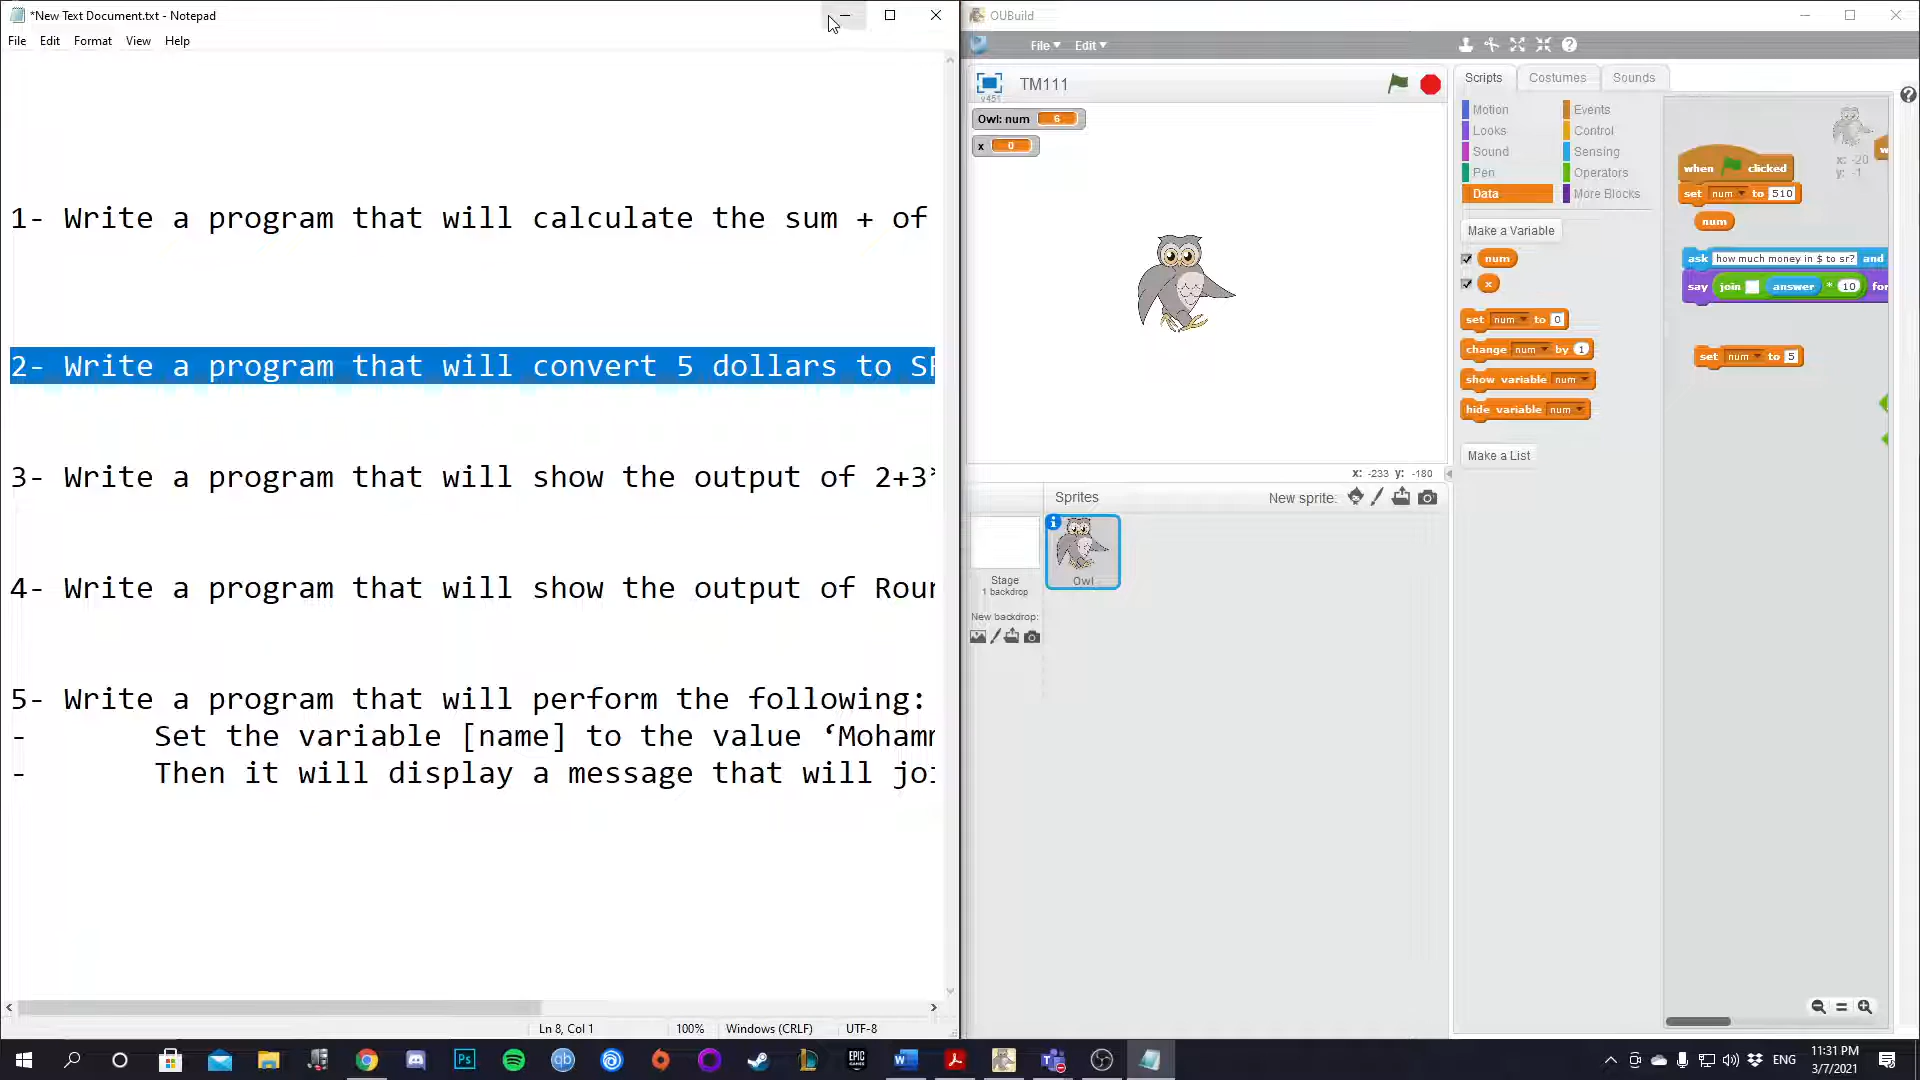 *New Text Document.txt - Notepad
File Edit Format View Help
1- Write a program that will calculate the sum + of
2- Write a program that will convert 5 dollars to
3- Write a program that will show the output of 2+3*
4- Write a program that will show the output of
5- Write a program that will perform the following:
- Set the variable [name] to the value
- Then it will display a message that will
Ln 8, Col 1 100% Windows (CRLF) UTF-8
OUBuild
File Edit
TM111
v451
Owl: num 6
x 0
x: -233 y: -180
Sprites New sprite:
Owl
Stage
1 backdrop
New backdrop:
Scripts Costumes Sounds
Motion Events
Looks Control
Sound Sensing
Pen Operators
Data More Blocks
Make a Variable
num
x
set num to 0
change num by 1
show variable num
hide variable num
Make a List
x: -20
y: -1
when clicked
set num to 510
num
ask how much money in $ to sr? and
say join answer * 10 for
set num to 5
Ps
qb
EPIC GAMES
ENG
11:31 PM
3/7/2021